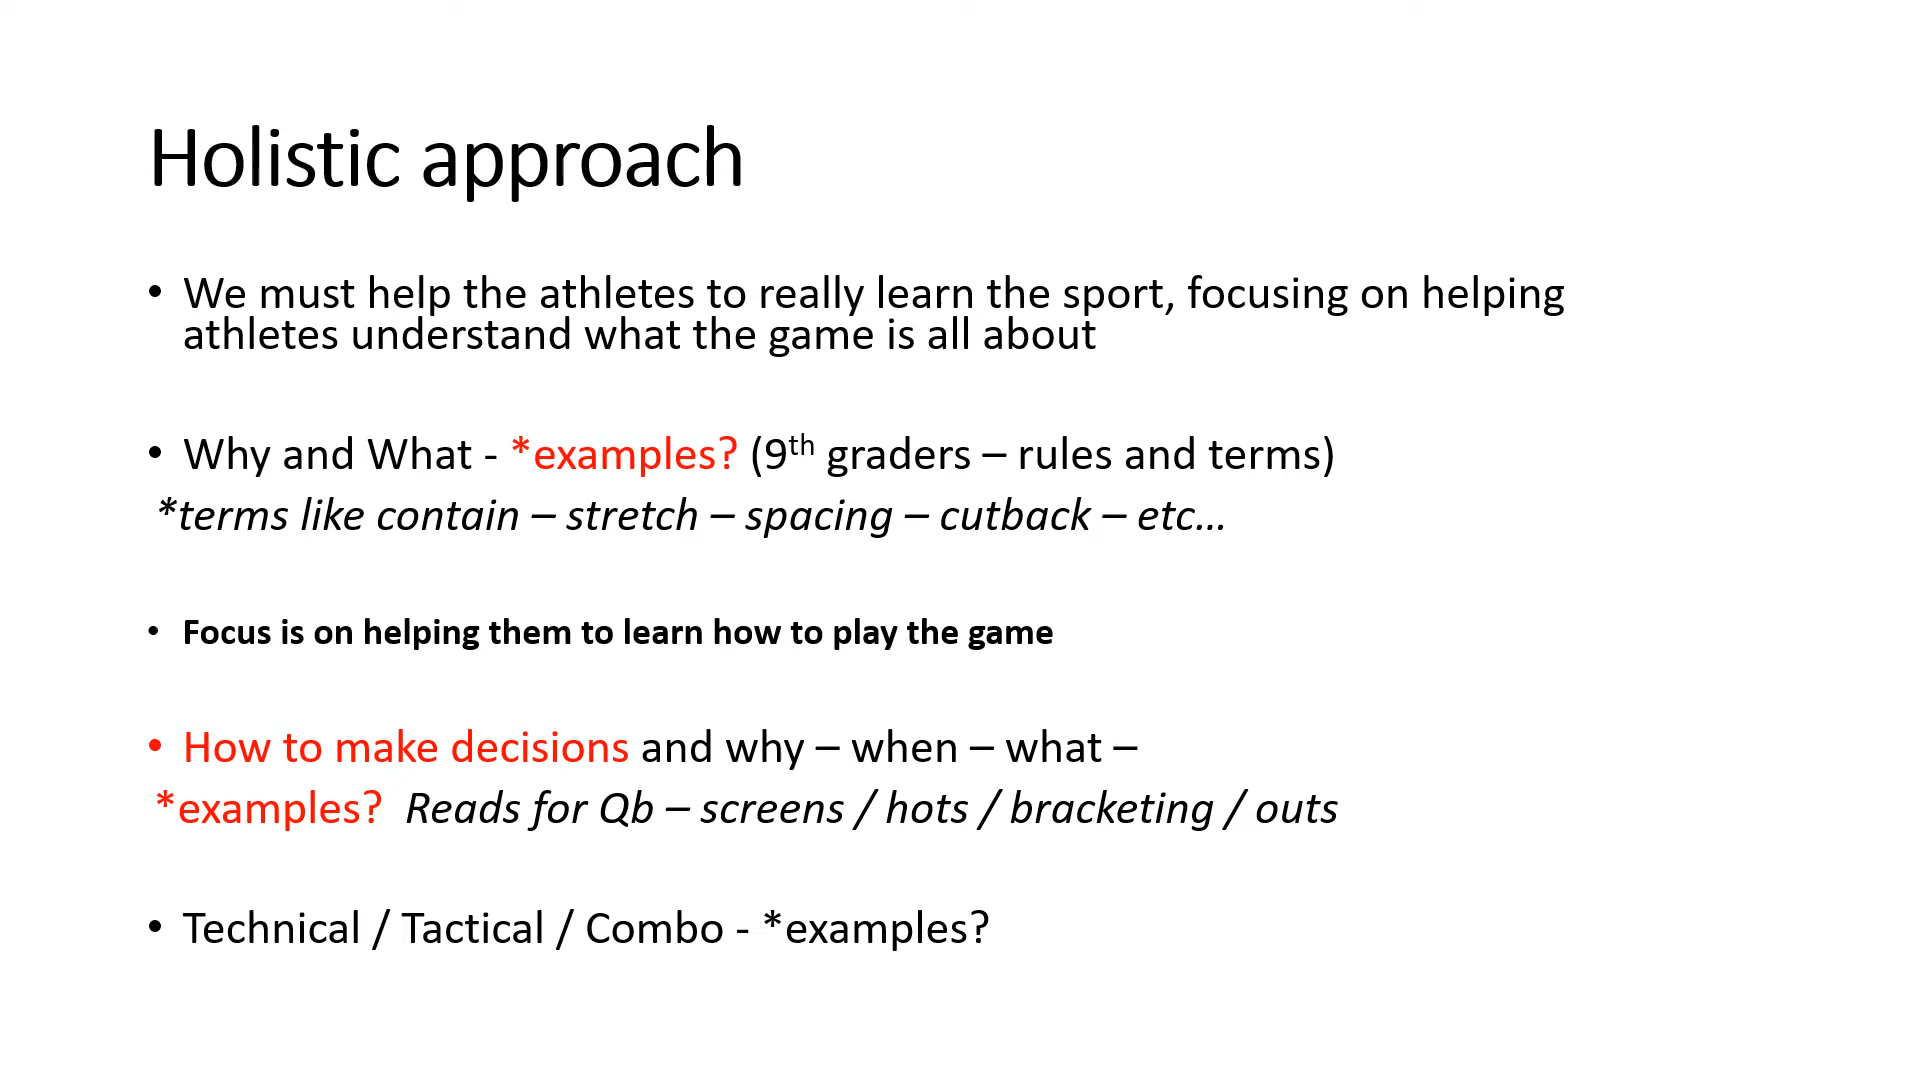 Holistic approach
• We must help the athletes to really learn the sport, focusing on helping
athletes understand what the game is all about
• Why and What - *examples? (9th graders – rules and terms)
*terms like contain – stretch – spacing – cutback – etc…
• Focus is on helping them to learn how to play the game
• How to make decisions and why – when – what –
*examples? Reads for Qb – screens / hots / bracketing / outs
• Technical / Tactical / Combo - *examples?